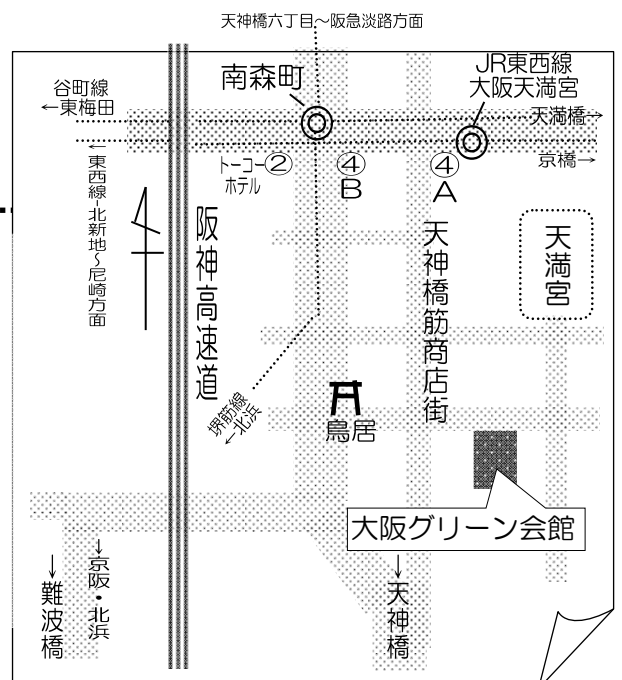 天神橋六丁目～阪急淡路方面
谷町線
←東梅田
南森町
JR東西線
大阪天満宮
天満橋→
京橋→
トーコー
ホテル
②
④
B
④
A
←東西線-北新地～尼崎方面
阪神高速道
天神橋筋商店街
天満宮
堺筋線
←北浜
鳥居
大阪グリーン会館
←難波橋
←京阪・北浜
←天神橋